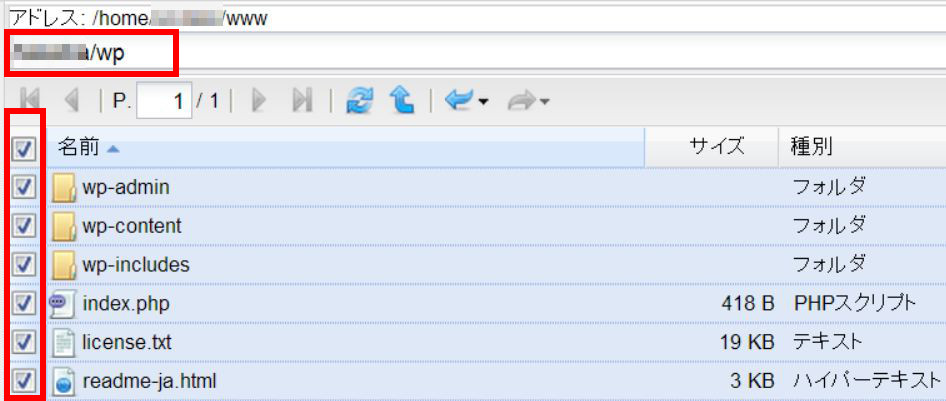 アドレス: /home/ /www
/wp
P. 1 / 1
名前 サイズ 種別
wp-admin フォルダ
wp-content フォルダ
wp-includes フォルダ
index.php 418 B PHPスクリプト
license.txt 19 KB テキスト
readme-ja.html 3 KB ハイパーテキスト